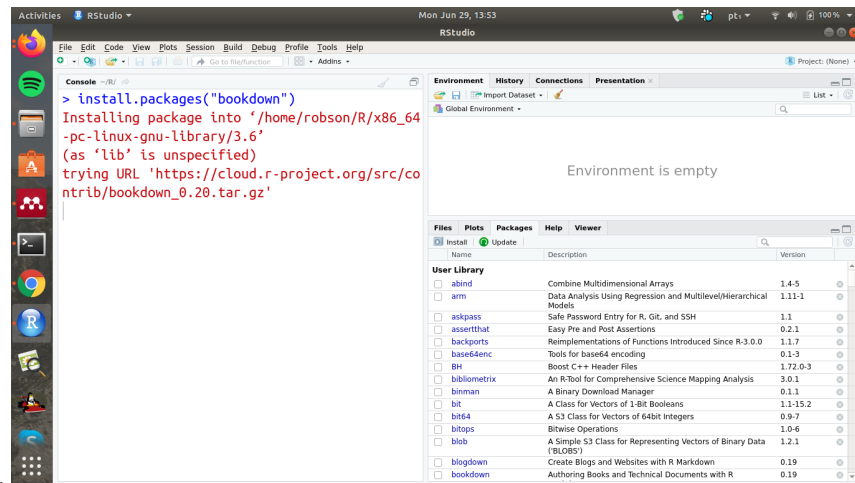 Activities RStudio Mon Jun 29, 13:53 pt₁ 100 %
RStudio
File Edit Code View Plots Session Build Debug Profile Tools Help
Go to file/function Addins Project: (None)
Console ~/R/
> install.packages("bookdown")
Installing package into ‘/home/robson/R/x86_64
-pc-linux-gnu-library/3.6’
(as ‘lib’ is unspecified)
trying URL 'https://cloud.r-project.org/src/co
ntrib/bookdown_0.20.tar.gz'
Environment History Connections Presentation
Import Dataset List
Global Environment
Environment is empty
Files Plots Packages Help Viewer
Install Update
Name Description Version
User Library
abind Combine Multidimensional Arrays 1.4-5
arm Data Analysis Using Regression and Multilevel/Hierarchical 1.11-1
Models
askpass Safe Password Entry for R, Git, and SSH 1.1
assertthat Easy Pre and Post Assertions 0.2.1
backports Reimplementations of Functions Introduced Since R-3.0.0 1.1.7
base64enc Tools for base64 encoding 0.1-3
BH Boost C++ Header Files 1.72.0-3
bibliometrix An R-Tool for Comprehensive Science Mapping Analysis 3.0.1
binman A Binary Download Manager 0.1.1
bit A Class for Vectors of 1-Bit Booleans 1.1-15.2
bit64 A S3 Class for Vectors of 64bit Integers 0.9-7
bitops Bitwise Operations 1.0-6
blob A Simple S3 Class for Representing Vectors of Binary Data 1.2.1
('BLOBS')
blogdown Create Blogs and Websites with R Markdown 0.19
bookdown Authoring Books and Technical Documents with R 0.19